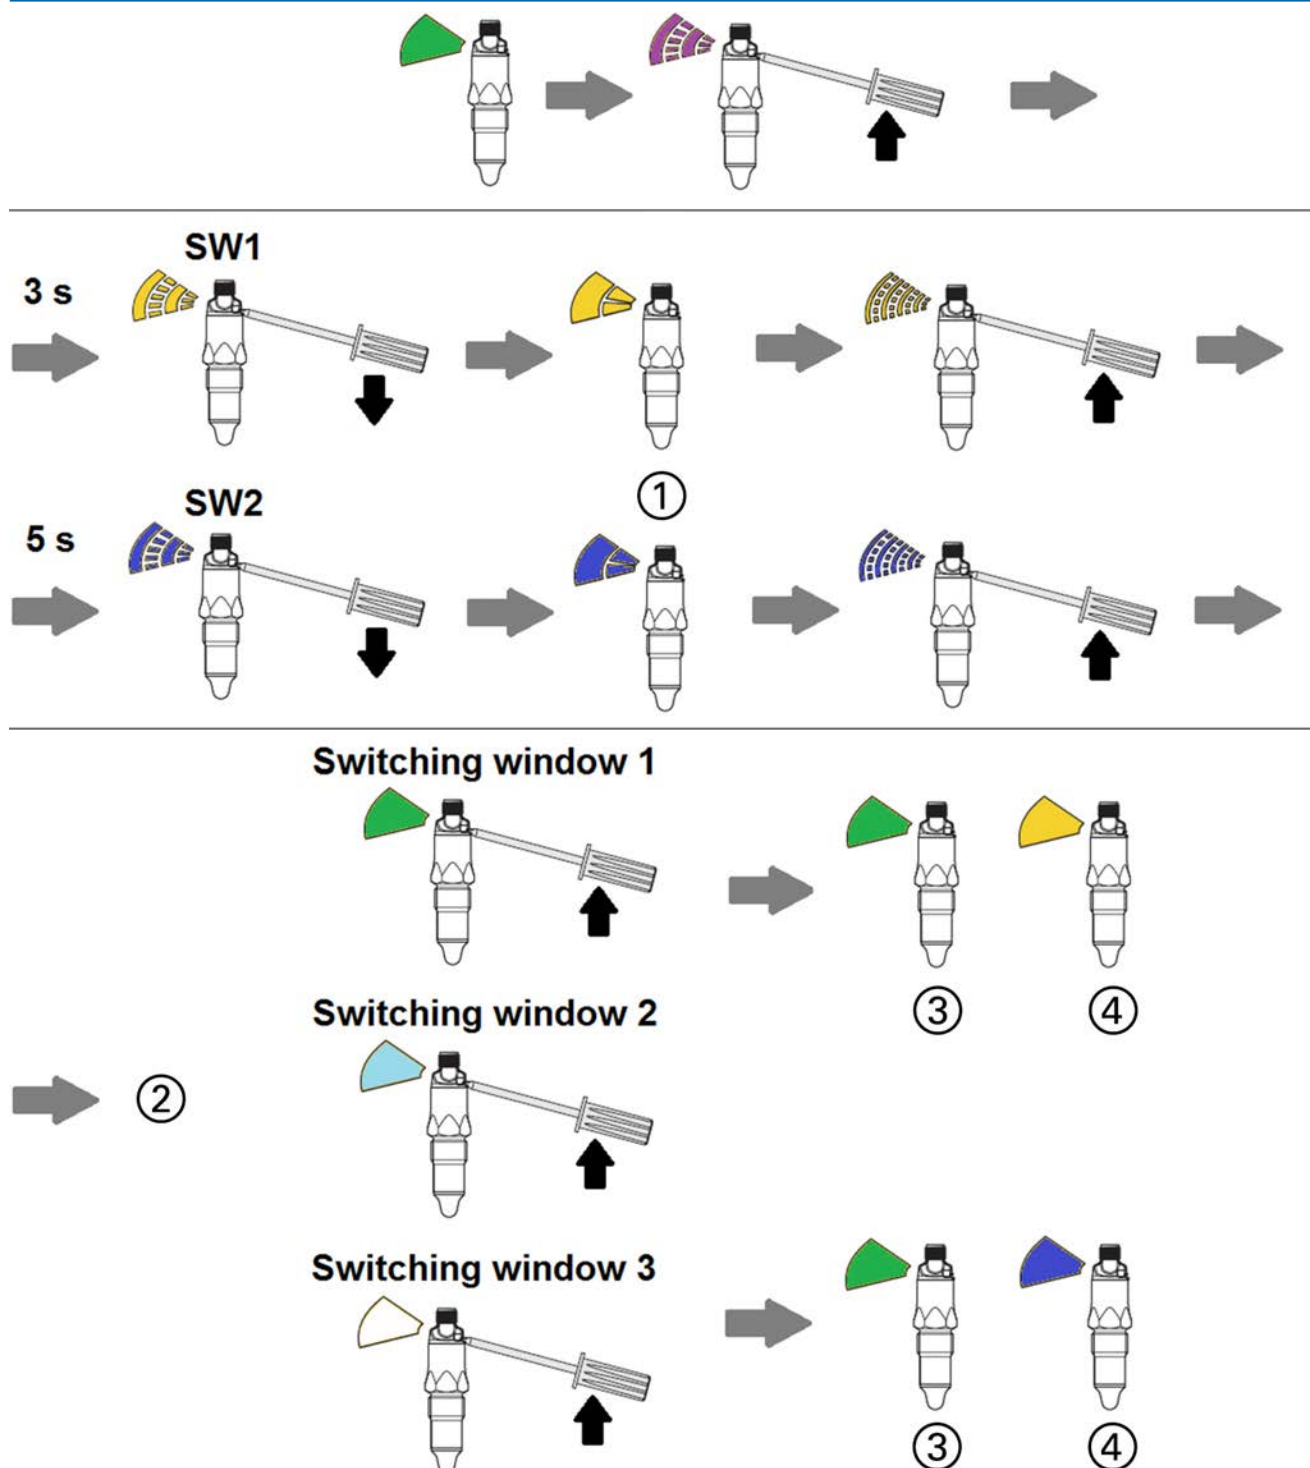 SW1
3 s
①
SW2
5 s
Switching window 1
③ ④
Switching window 2
②
Switching window 3
③ ④